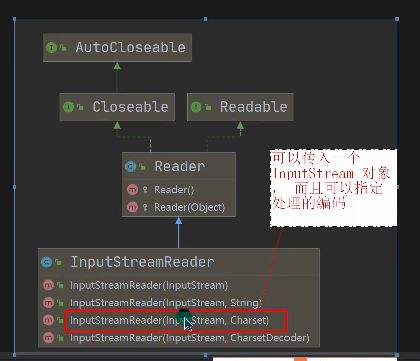 AutoCloseable
Closeable
Readable
Reader
Reader()
Reader(Object)
可以传入一个
InputStream 对象
， 而且可以指定
处理的编码
InputStreamReader
InputStreamReader(InputStream)
InputStreamReader(InputStream, String)
InputStreamReader(InputStream, Charset)
InputStreamReader(InputStream, CharsetDecoder)